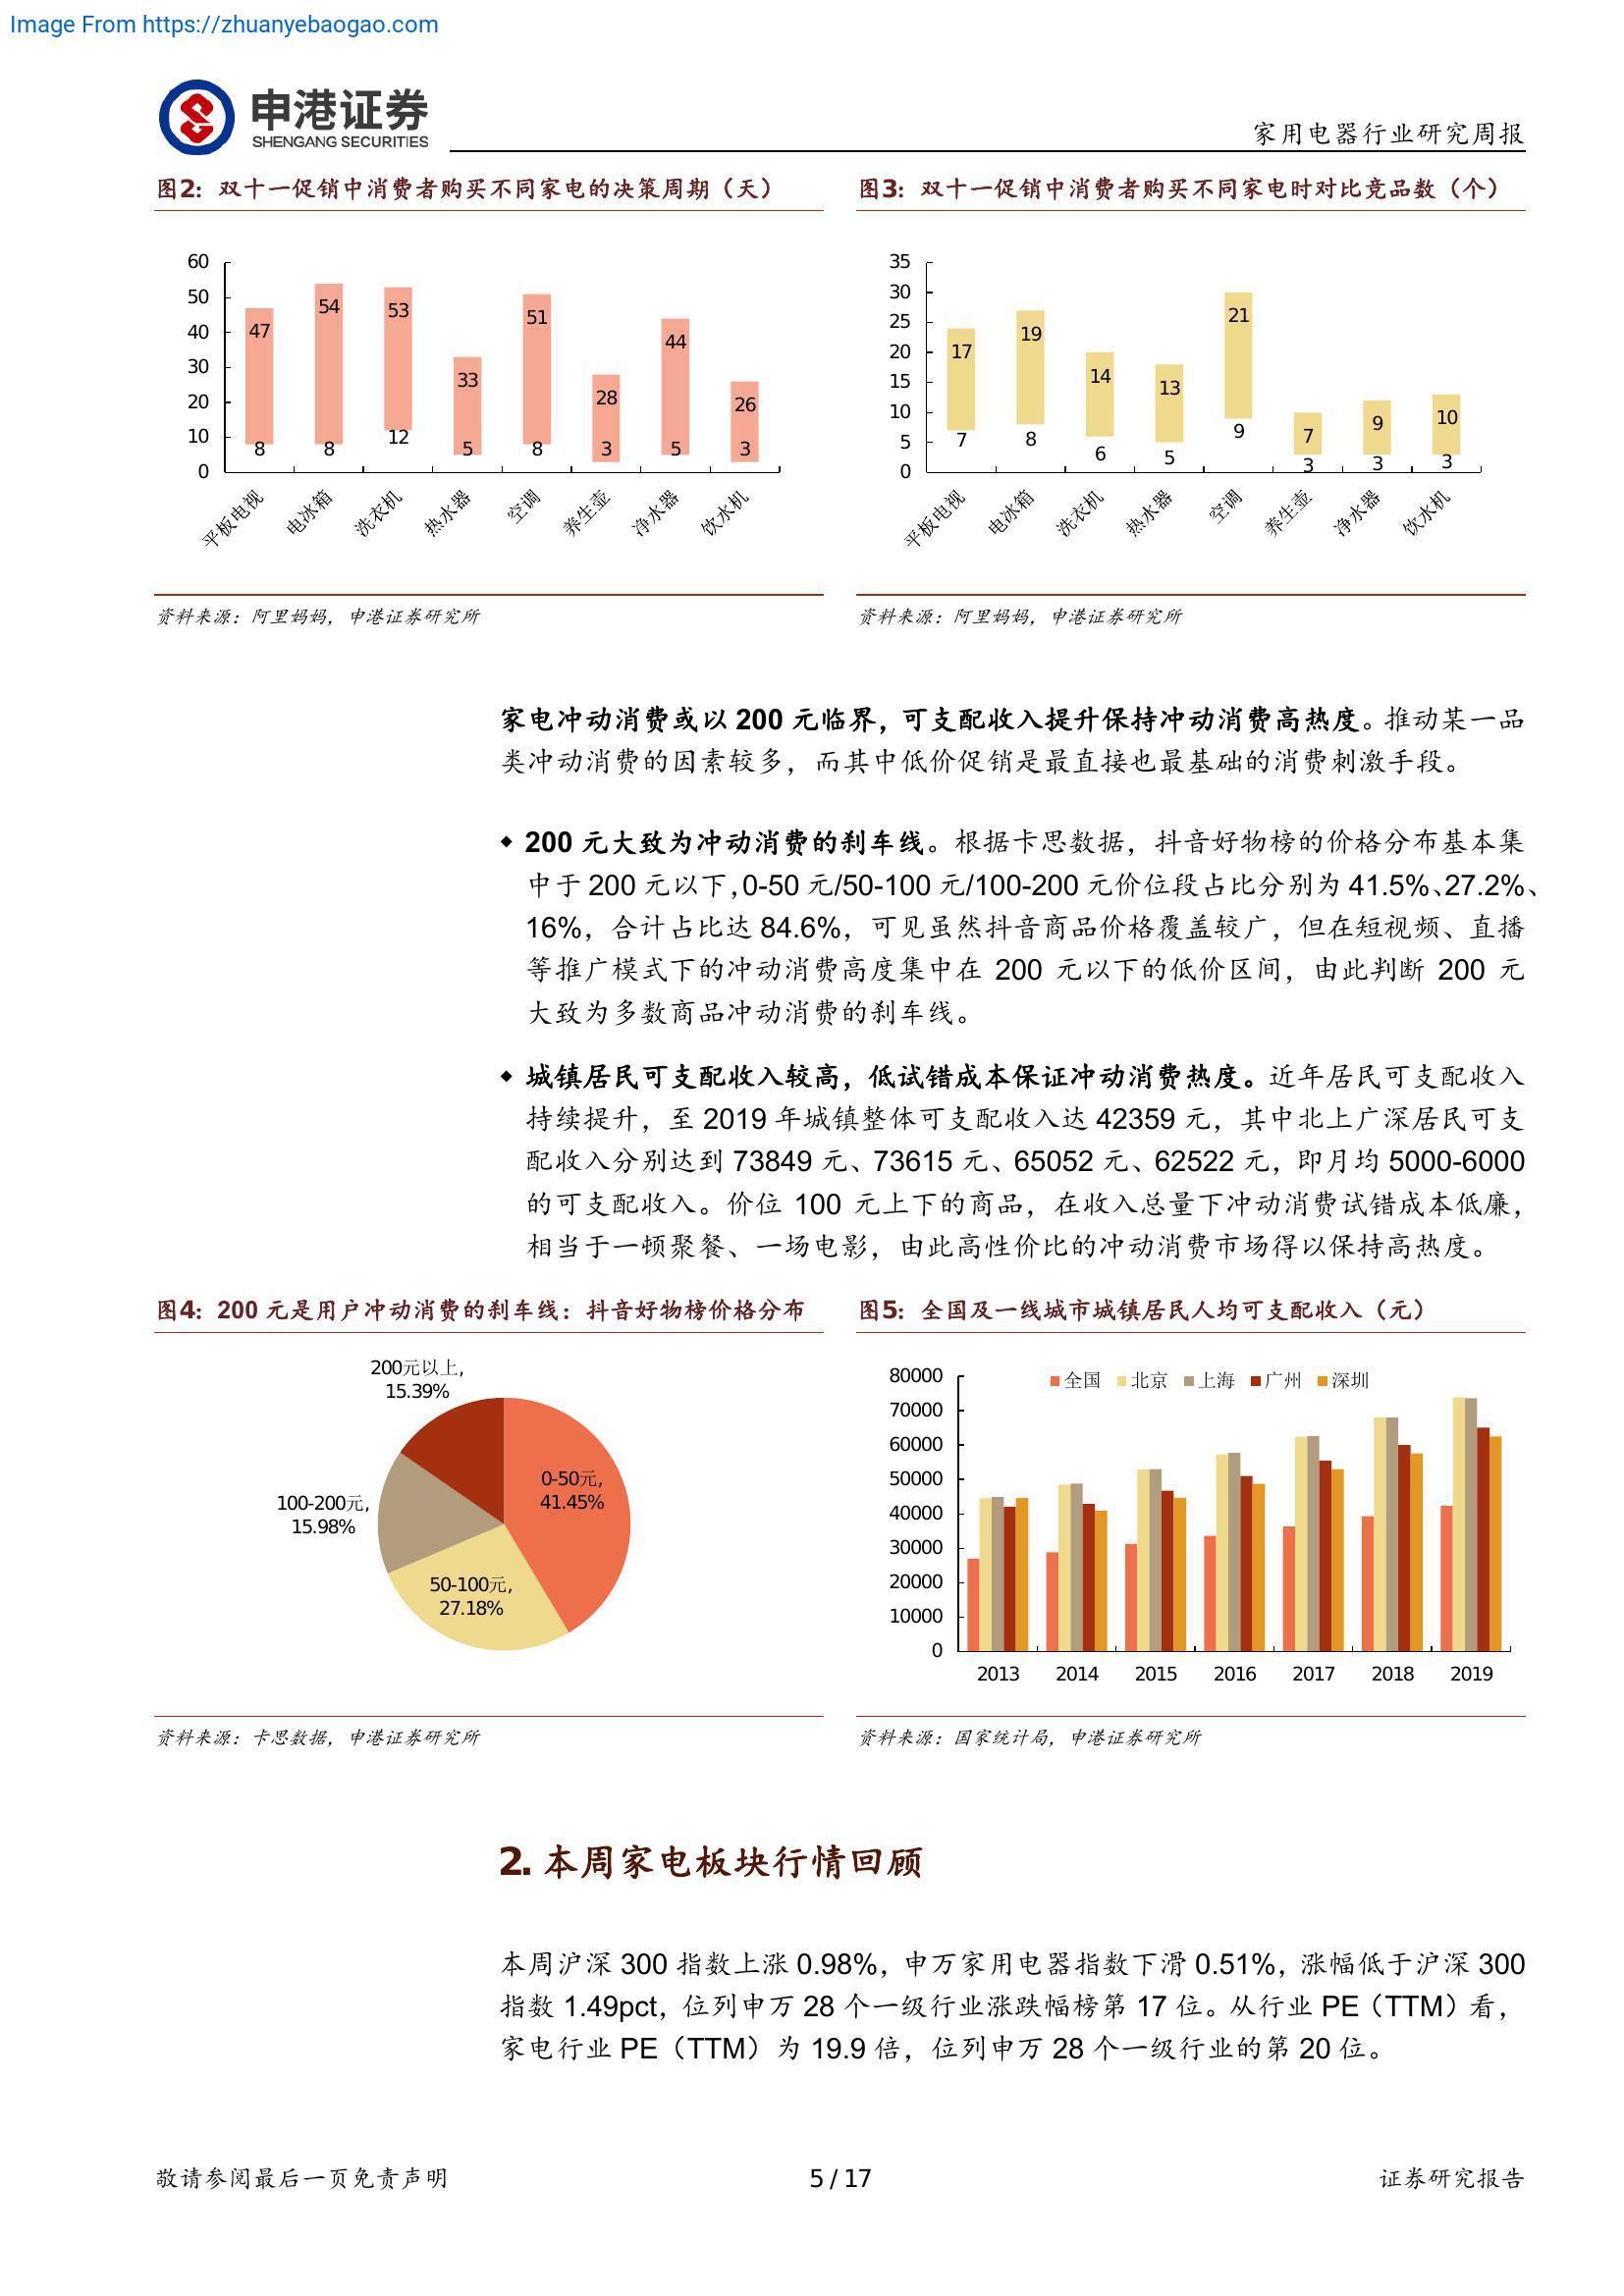 Image From https://zhuanyebaogao.com
申港证券
SHENGANG SECURITIES
家用电器行业研究周报
图2: 双十一促销中消费者购买不同家电的决策周期（天）
60
50
40
30
20
10
0
47
54
53
33
51
28
44
26
8
8
12
5
8
3
5
3
平板电视
电冰箱
洗衣机
热水器
空调
养生壶
净水器
饮水机
资料来源：阿里妈妈，申港证券研究所
图3: 双十一促销中消费者购买不同家电时对比竞品数（个）
35
30
25
20
15
10
5
0
17
19
14
13
21
7
9
10
7
8
6
5
9
3
3
3
平板电视
电冰箱
洗衣机
热水器
空调
养生壶
净水器
饮水机
资料来源：阿里妈妈，申港证券研究所
家电冲动消费或以 200 元临界，可支配收入提升保持冲动消费高热度。推动某一品
类冲动消费的因素较多，而其中低价促销是最直接也最基础的消费刺激手段。
◆ 200 元大致为冲动消费的刹车线。根据卡思数据，抖音好物榜的价格分布基本集
中于 200 元以下，0-50 元/50-100 元/100-200 元价位段占比分别为 41.5%、27.2%、
16%，合计占比达 84.6%，可见虽然抖音商品价格覆盖较广，但在短视频、直播
等推广模式下的冲动消费高度集中在 200 元以下的低价区间，由此判断 200 元
大致为多数商品冲动消费的刹车线。
◆ 城镇居民可支配收入较高，低试错成本保证冲动消费热度。近年居民可支配收入
持续提升，至 2019 年城镇整体可支配收入达 42359 元，其中北上广深居民可支
配收入分别达到 73849 元、73615 元、65052 元、62522 元，即月均 5000-6000
的可支配收入。价位 100 元上下的商品，在收入总量下冲动消费试错成本低廉，
相当于一顿聚餐、一场电影，由此高性价比的冲动消费市场得以保持高热度。
图4: 200 元是用户冲动消费的刹车线：抖音好物榜价格分布
200元以上,
15.39%
0-50元,
41.45%
100-200元,
15.98%
50-100元,
27.18%
资料来源：卡思数据，申港证券研究所
图5: 全国及一线城市城镇居民人均可支配收入（元）
全国 北京 上海 广州 深圳
80000
70000
60000
50000
40000
30000
20000
10000
0
2013 2014 2015 2016 2017 2018 2019
资料来源：国家统计局，申港证券研究所
2. 本周家电板块行情回顾
本周沪深 300 指数上涨 0.98%，申万家用电器指数下滑 0.51%，涨幅低于沪深 300
指数 1.49pct，位列申万 28 个一级行业涨跌幅榜第 17 位。从行业 PE（TTM）看，
家电行业 PE（TTM）为 19.9 倍，位列申万 28 个一级行业的第 20 位。
敬请参阅最后一页免责声明
5 / 17
证券研究报告